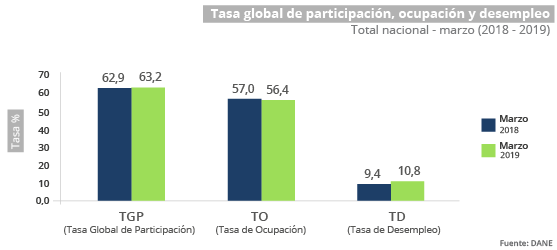 Tasa global de participación, ocupación y desempleo
Total nacional - marzo (2018 - 2019)
Tasa %
70
60
50
40
30
20
10
0,0
62,9
63,2
57,0
56,4
9,4
10,8
TGP
(Tasa Global de Participación)
TO
(Tasa de Ocupación)
TD
(Tasa de Desempleo)
Marzo
2018
Marzo
2019
Fuente: DANE